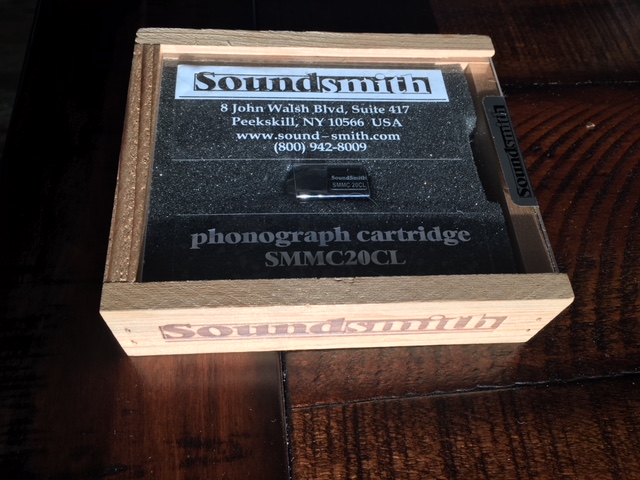 Soundsmith
8 John Walsh Blvd, Suite 417
Peekskill, NY 10566 USA
www.sound-smith.com
(800) 942-8009
Soundsmith
SoundSmith
SMMC 20CL
phonograph cartridge
SMMC20CL
Soundsmith